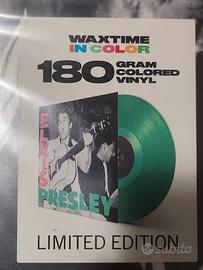 WAXTIME
IN COLOR
180 GRAM
COLORED
VINYL
ELVIS
PRESLEY
LIMITED EDITION
subito